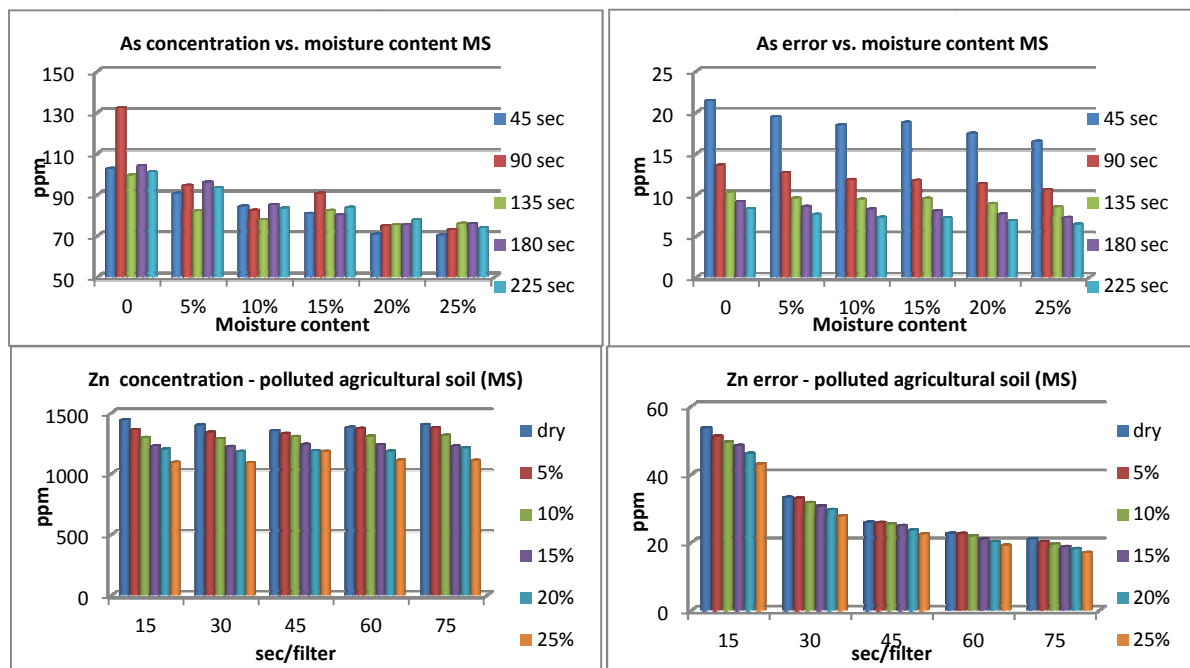 As concentration vs. moisture content MS
150
130
110
90
70
50
ppm
0 5% 10% 15% 20% 25%
Moisture content
45 sec
90 sec
135 sec
180 sec
225 sec
As error vs. moisture content MS
25
20
15
10
5
0
ppm
0 5% 10% 15% 20% 25%
Moisture content
45 sec
90 sec
135 sec
180 sec
225 sec
Zn concentration - polluted agricultural soil (MS)
1500
1000
500
0
ppm
15 30 45 60 75
sec/filter
dry
5%
10%
15%
20%
25%
Zn error - polluted agricultural soil (MS)
60
40
20
0
ppm
15 30 45 60 75
sec/filter
dry
5%
10%
15%
20%
25%